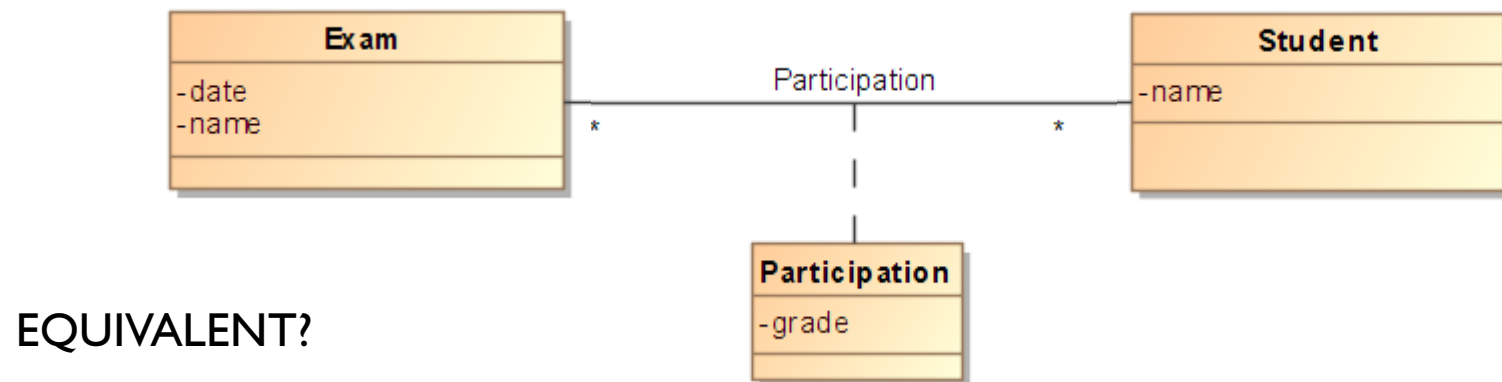 Exam
-date
-name
Participation
*
*
Student
-name
Participation
-grade
EQUIVALENT?